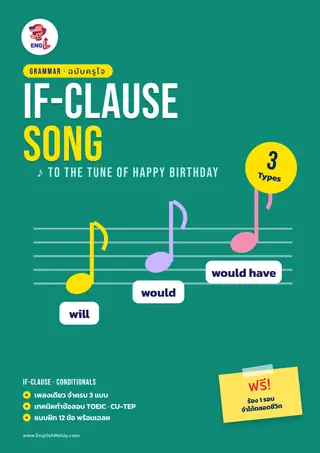 ENG
GRAMMAR · ฉบับครูโจ
IF-CLAUSE
SONG
♪ TO THE TUNE OF HAPPY BIRTHDAY
3
Types
would have
would
will
IF-CLAUSE · CONDITIONALS
เพลงเดียว จำครบ 3 แบบ
เทคนิคทำข้อสอบ TOEIC · CU-TEP
แบบฝึก 12 ข้อ พร้อมเฉลย
ฟรี!
ร้อง 1 รอบ
จำได้ตลอดชีวิต
www.EnglishMeUp.com